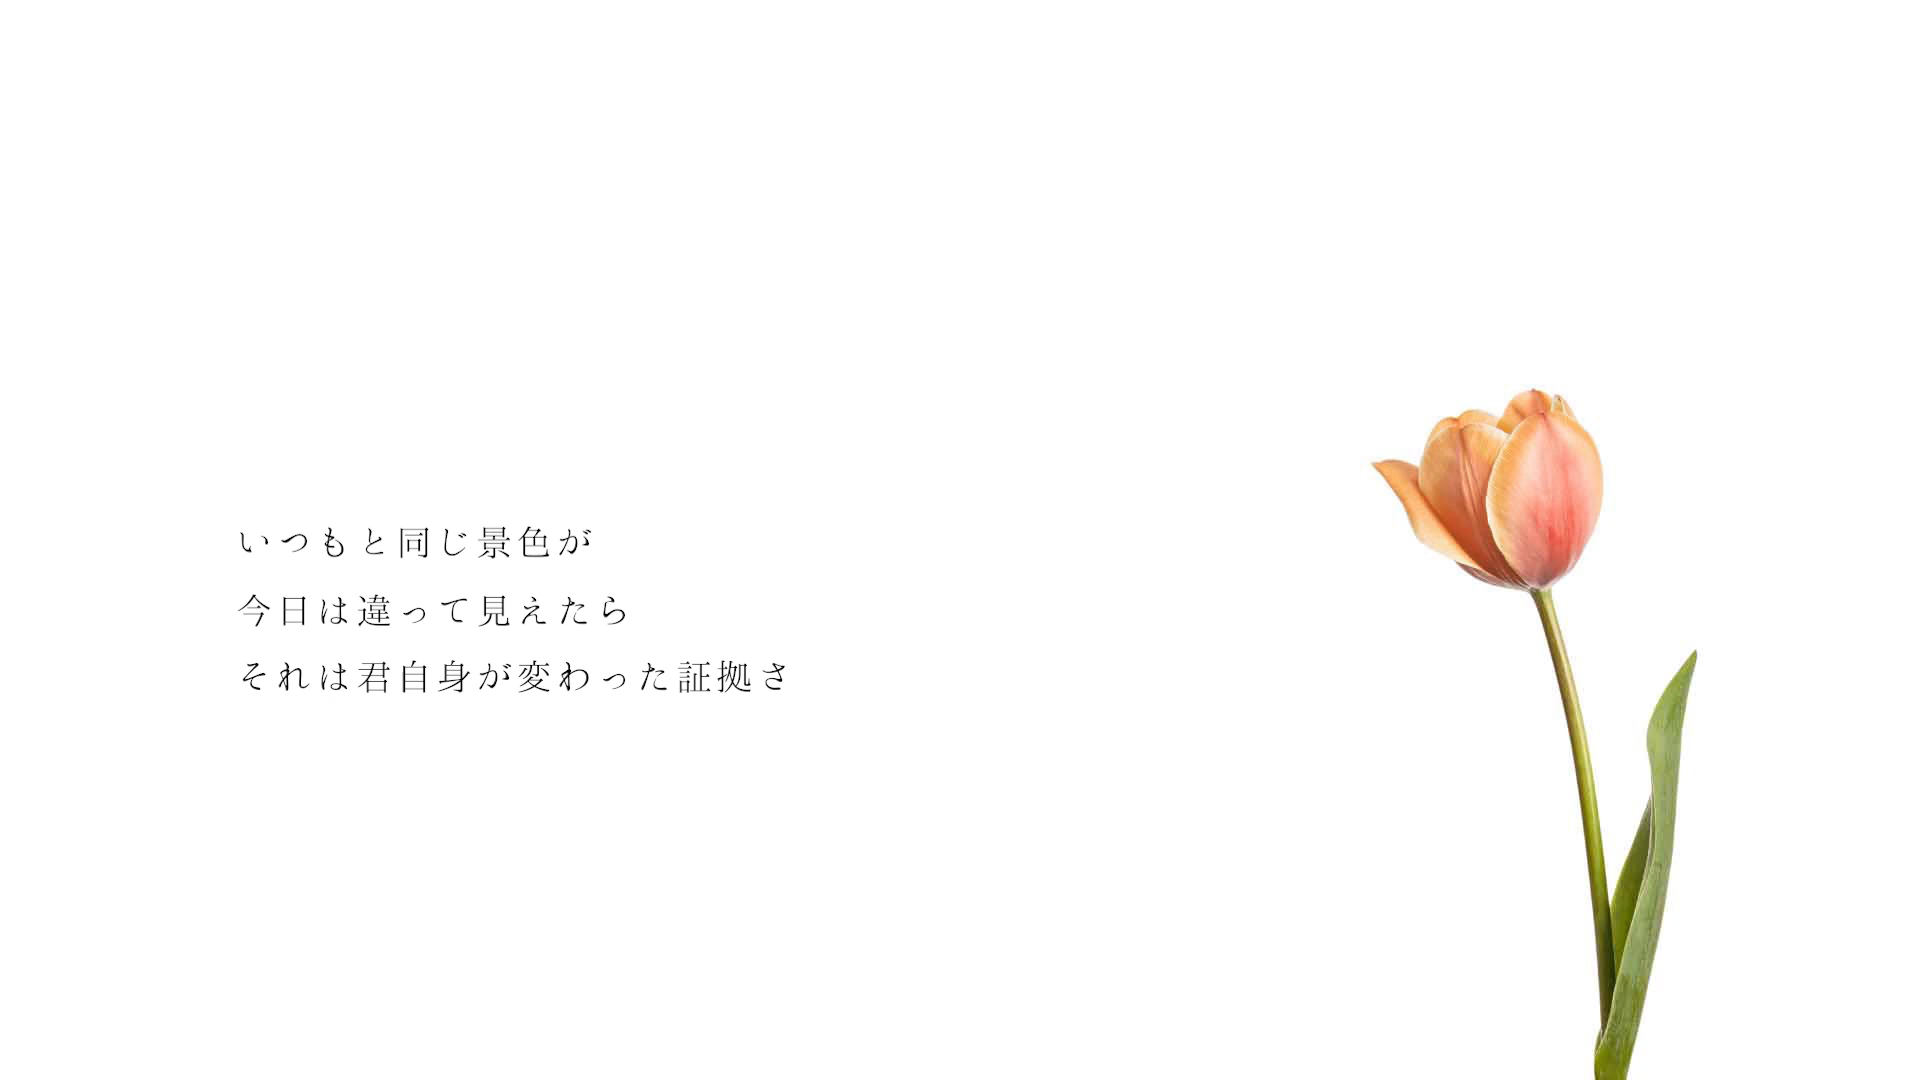 いつもと同じ景色が
今日は違って見えたら
それは君自身が変わった証拠さ